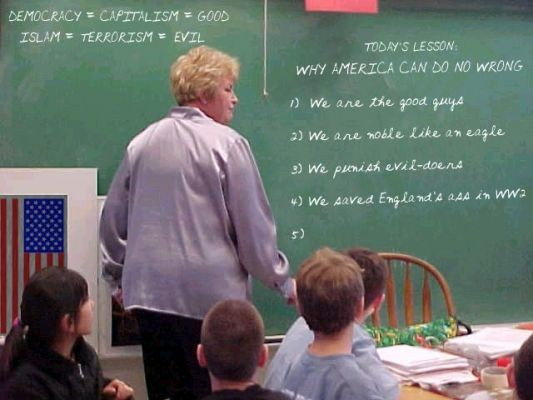 DEMOCRACY = CAPITALISM = GOOD
ISLAM = TERRORISM = EVIL
TODAY'S LESSON:
WHY AMERICA CAN DO NO WRONG
1) We are the good guys
2) We are noble like an eagle
3) We punish evil-doers
4) We saved England's ass in WW2
5)